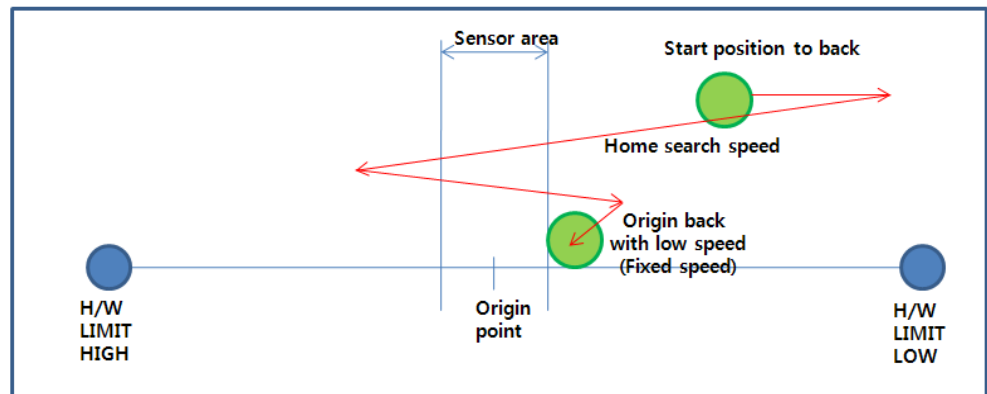 Sensor area
Start position to back
Home search speed
Origin back
with low speed
(Fixed speed)
H/W
LIMIT
HIGH
Origin
point
H/W
LIMIT
LOW